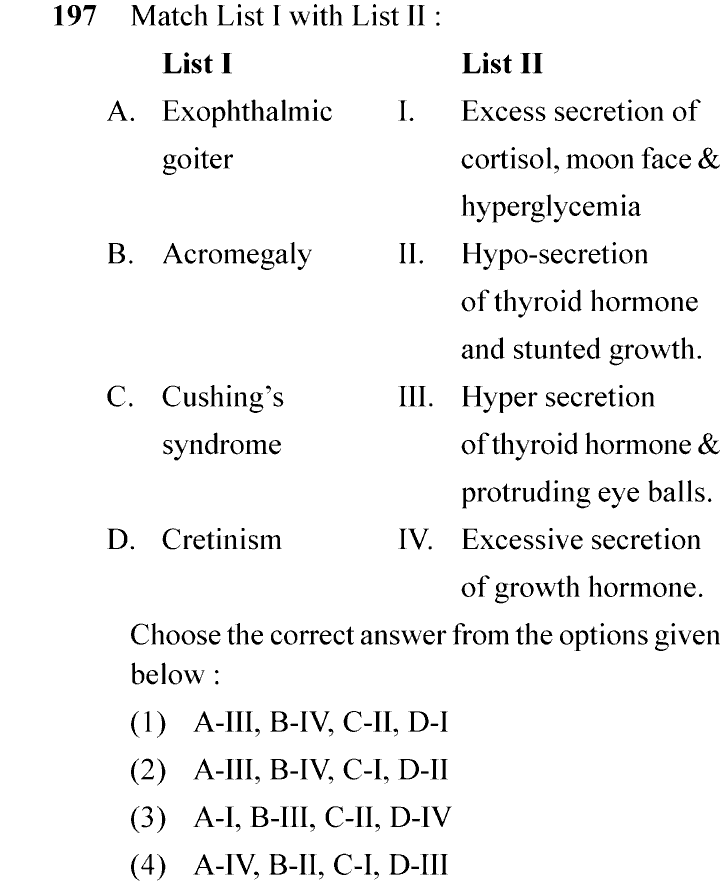 197 Match List I with List II :
List I List II
A. Exophthalmic I. Excess secretion of
goiter cortisol, moon face &
hyperglycemia
B. Acromegaly II. Hypo-secretion
of thyroid hormone
and stunted growth.
C. Cushing's III. Hyper secretion
syndrome of thyroid hormone &
protruding eye balls.
D. Cretinism IV. Excessive secretion
of growth hormone.
Choose the correct answer from the options given
below :
(1) A-III, B-IV, C-II, D-I
(2) A-III, B-IV, C-I, D-II
(3) A-I, B-III, C-II, D-IV
(4) A-IV, B-II, C-I, D-III